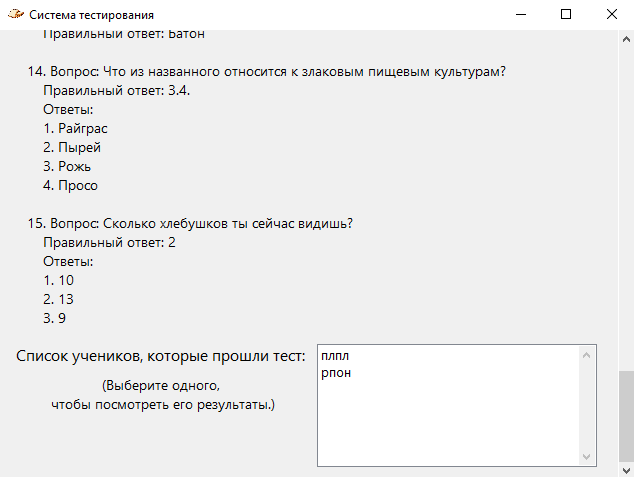 Система тестирования
Правильный ответ: Батон
14. Вопрос: Что из названного относится к злаковым пищевым культурам?
Правильный ответ: 3.4.
Ответы:
1. Райграс
2. Пырей
3. Рожь
4. Просо
15. Вопрос: Сколько хлебушков ты сейчас видишь?
Правильный ответ: 2
Ответы:
1. 10
2. 13
3. 9
Список учеников, которые прошли тест:
(Выберите одного,
чтобы посмотреть его результаты.)
плпл
рпон